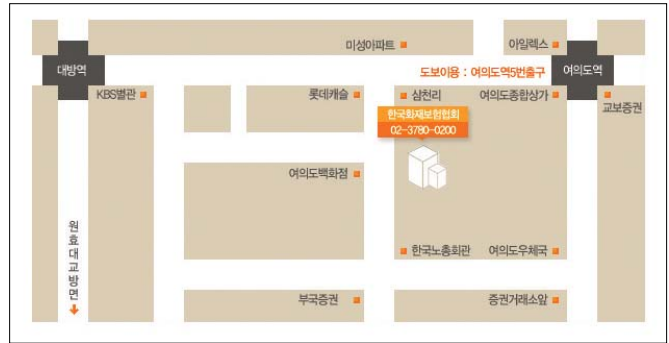 미성아파트
아일렉스
대방역
도보이용 : 여의도역5번출구
여의도역
KBS별관
롯데캐슬
삼천리
여의도종합상가
교보증권
한국화재보험협회
02-3780-0200
여의도백화점
원효대교방면
한국노총회관
여의도우체국
부국증권
증권거래소앞